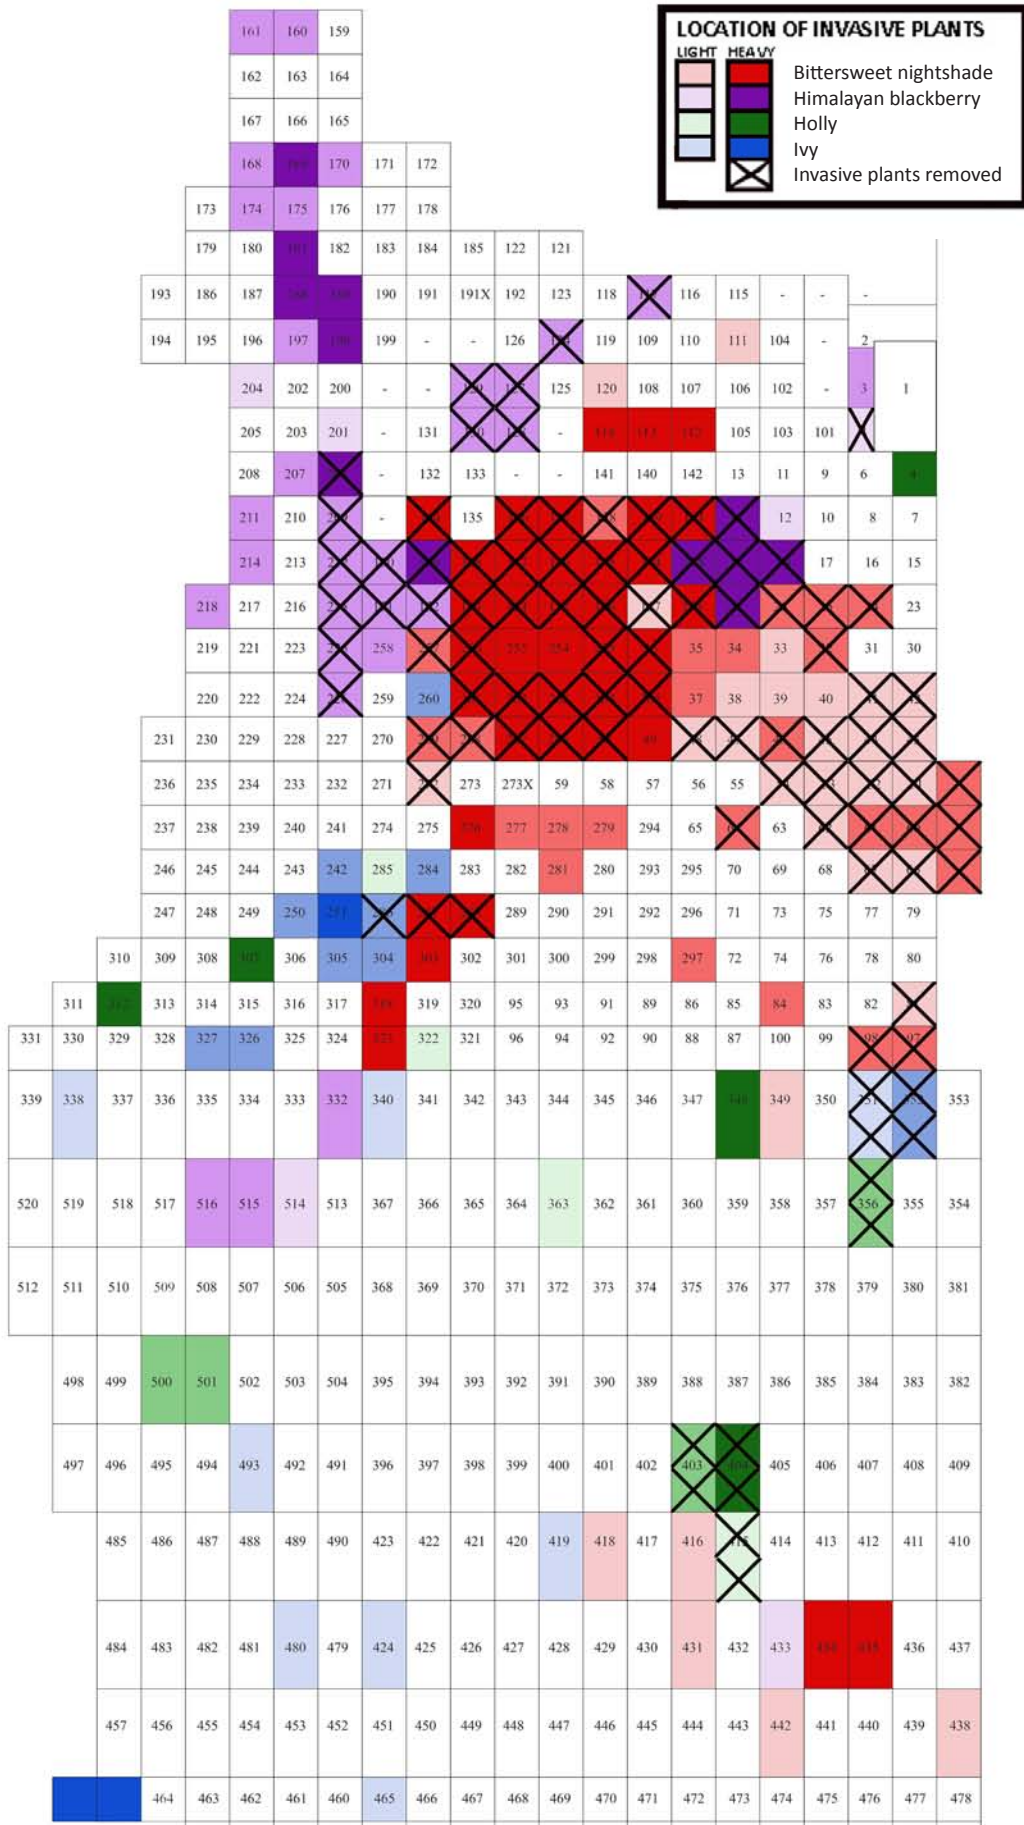 LOCATION OF INVASIVE PLANTS
LIGHT HEAVY
Bittersweet nightshade
Himalayan blackberry
Holly
Ivy
Invasive plants removed
161 160 159
162 163 164
167 166 165
168 170 171 172
173 174 175 176 177 178
179 180 182 183 184 185 122 121
193 186 187 190 191 191X 192 123 118 116 115 - - -
194 195 196 197 199 - - 126 119 109 110 111 104 - 2
204 202 200 - - 125 120 108 107 106 102 - 3 1
205 203 201 - 131 - 105 103 101
208 207 - 132 133 - - 141 140 142 13 11 9 6 4
211 210 - 135 12 10 8 7
214 213 17 16 15
218 217 216 23
219 221 223 258 253 254 35 34 33 31 30
220 222 224 259 260 37 38 39 40
231 230 229 228 227 270 49
236 235 234 233 232 271 273 273X 59 58 57 56 55
237 238 239 240 241 274 275 276 277 278 279 294 65 63
246 245 244 243 242 285 284 283 282 281 280 293 295 70 69 68
247 248 249 250 251 289 290 291 292 296 71 73 75 77 79
310 309 308 307 306 305 304 303 302 301 300 299 298 297 72 74 76 78 80
311 312 313 314 315 316 317 318 319 320 95 93 91 89 86 85 84 83 82
331 330 329 328 327 326 325 324 323 322 321 96 94 92 90 88 87 100 99 98 97
339 338 337 336 335 334 333 332 340 341 342 343 344 345 346 347 348 349 350 351 352 353
520 519 518 517 516 515 514 513 367 366 365 364 363 362 361 360 359 358 357 356 355 354
512 511 510 509 508 507 506 505 368 369 370 371 372 373 374 375 376 377 378 379 380 381
498 499 500 501 502 503 504 395 394 393 392 391 390 389 388 387 386 385 384 383 382
497 496 495 494 493 492 491 396 397 398 399 400 401 402 403 404 405 406 407 408 409
485 486 487 488 489 490 423 422 421 420 419 418 417 416 415 414 413 412 411 410
484 483 482 481 480 479 424 425 426 427 428 429 430 431 432 433 434 435 436 437
457 456 455 454 453 452 451 450 449 448 447 446 445 444 443 442 441 440 439 438
464 463 462 461 460 465 466 467 468 469 470 471 472 473 474 475 476 477 478